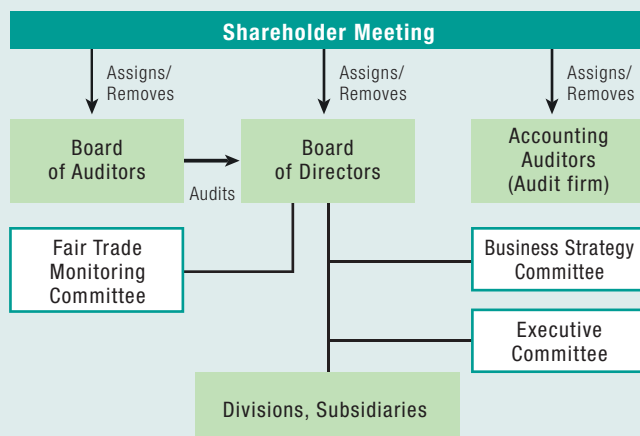 Shareholder Meeting
Assigns/
Removes
Assigns/
Removes
Assigns/
Removes
Board
of Auditors
Audits
Board
of Directors
Accounting
Auditors
(Audit firm)
Fair Trade
Monitoring
Committee
Business Strategy
Committee
Executive
Committee
Divisions, Subsidiaries